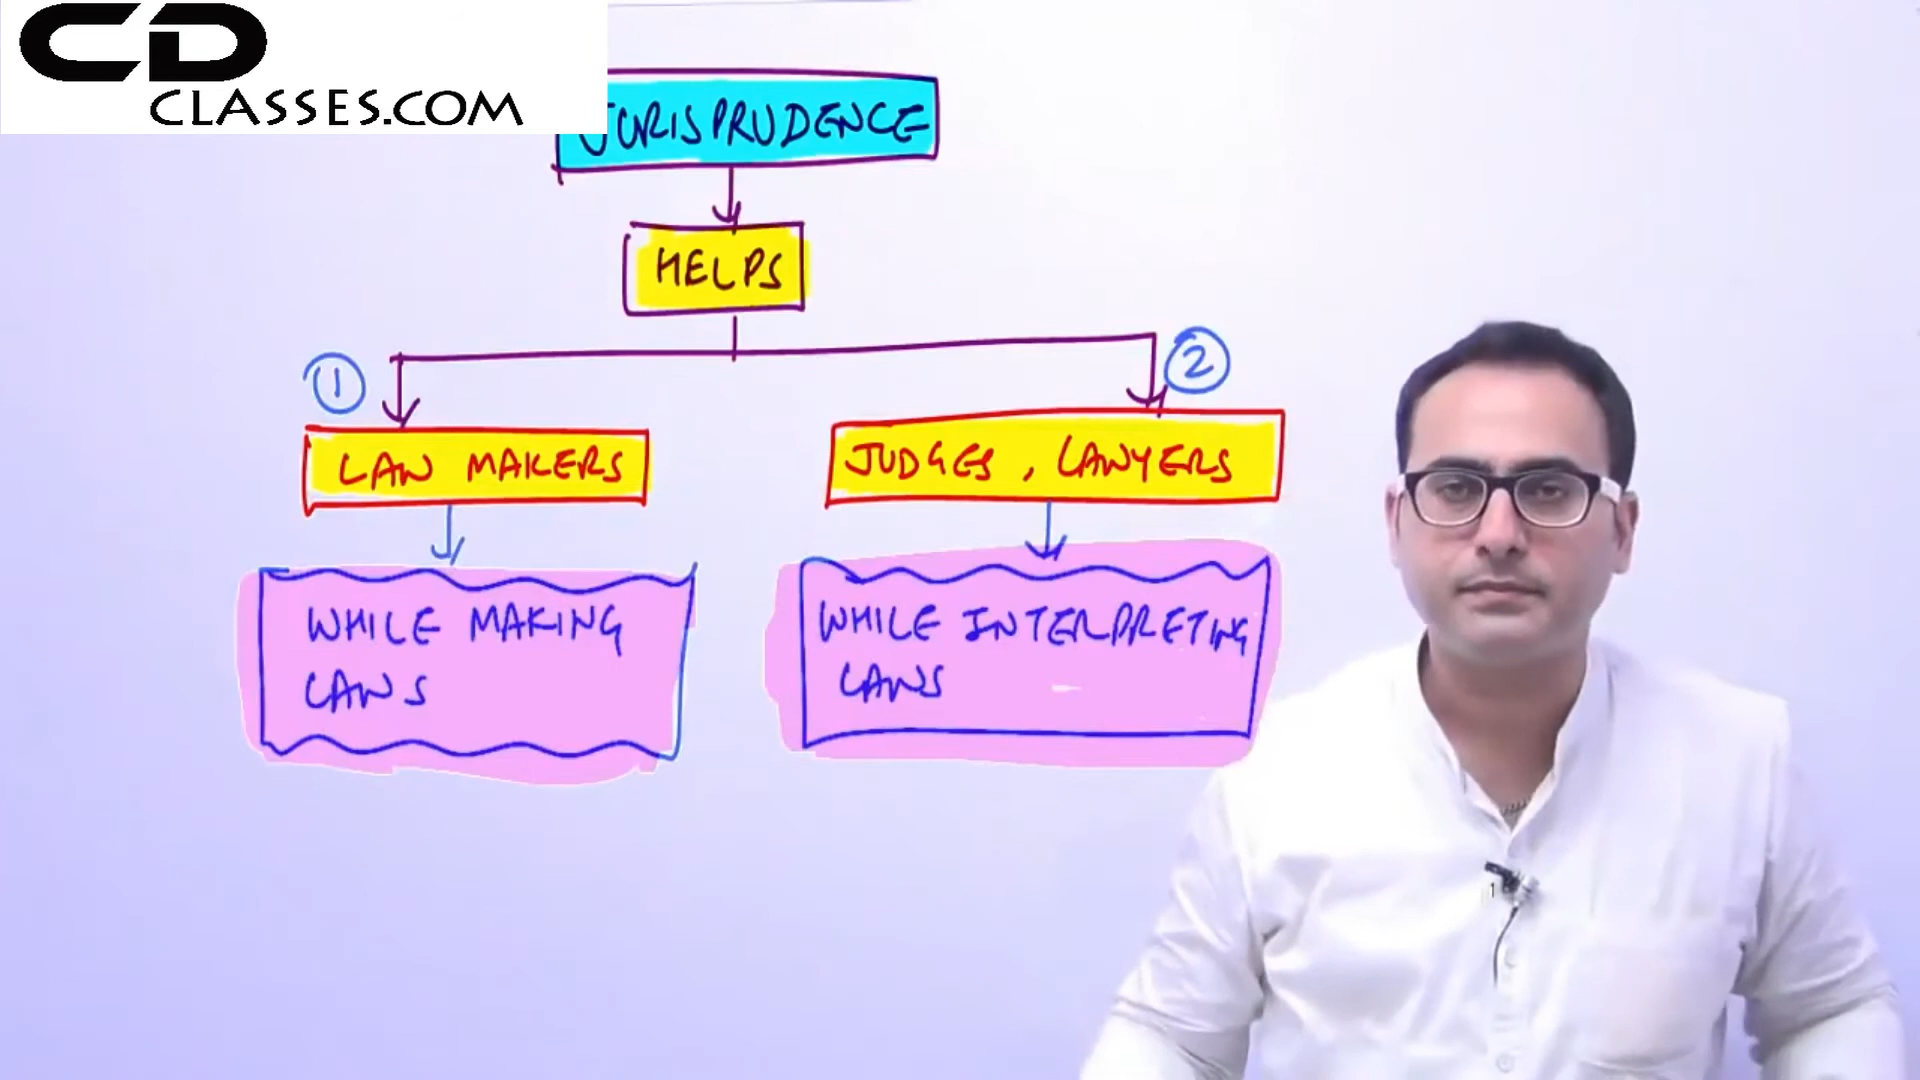 CD
CLASSES.COM
JURISPRUDENCE
HELPS
1
2
LAW MAKERS
JUDGES, LAWYERS
WHILE MAKING
LAWS
WHILE INTERPRETING
LAWS